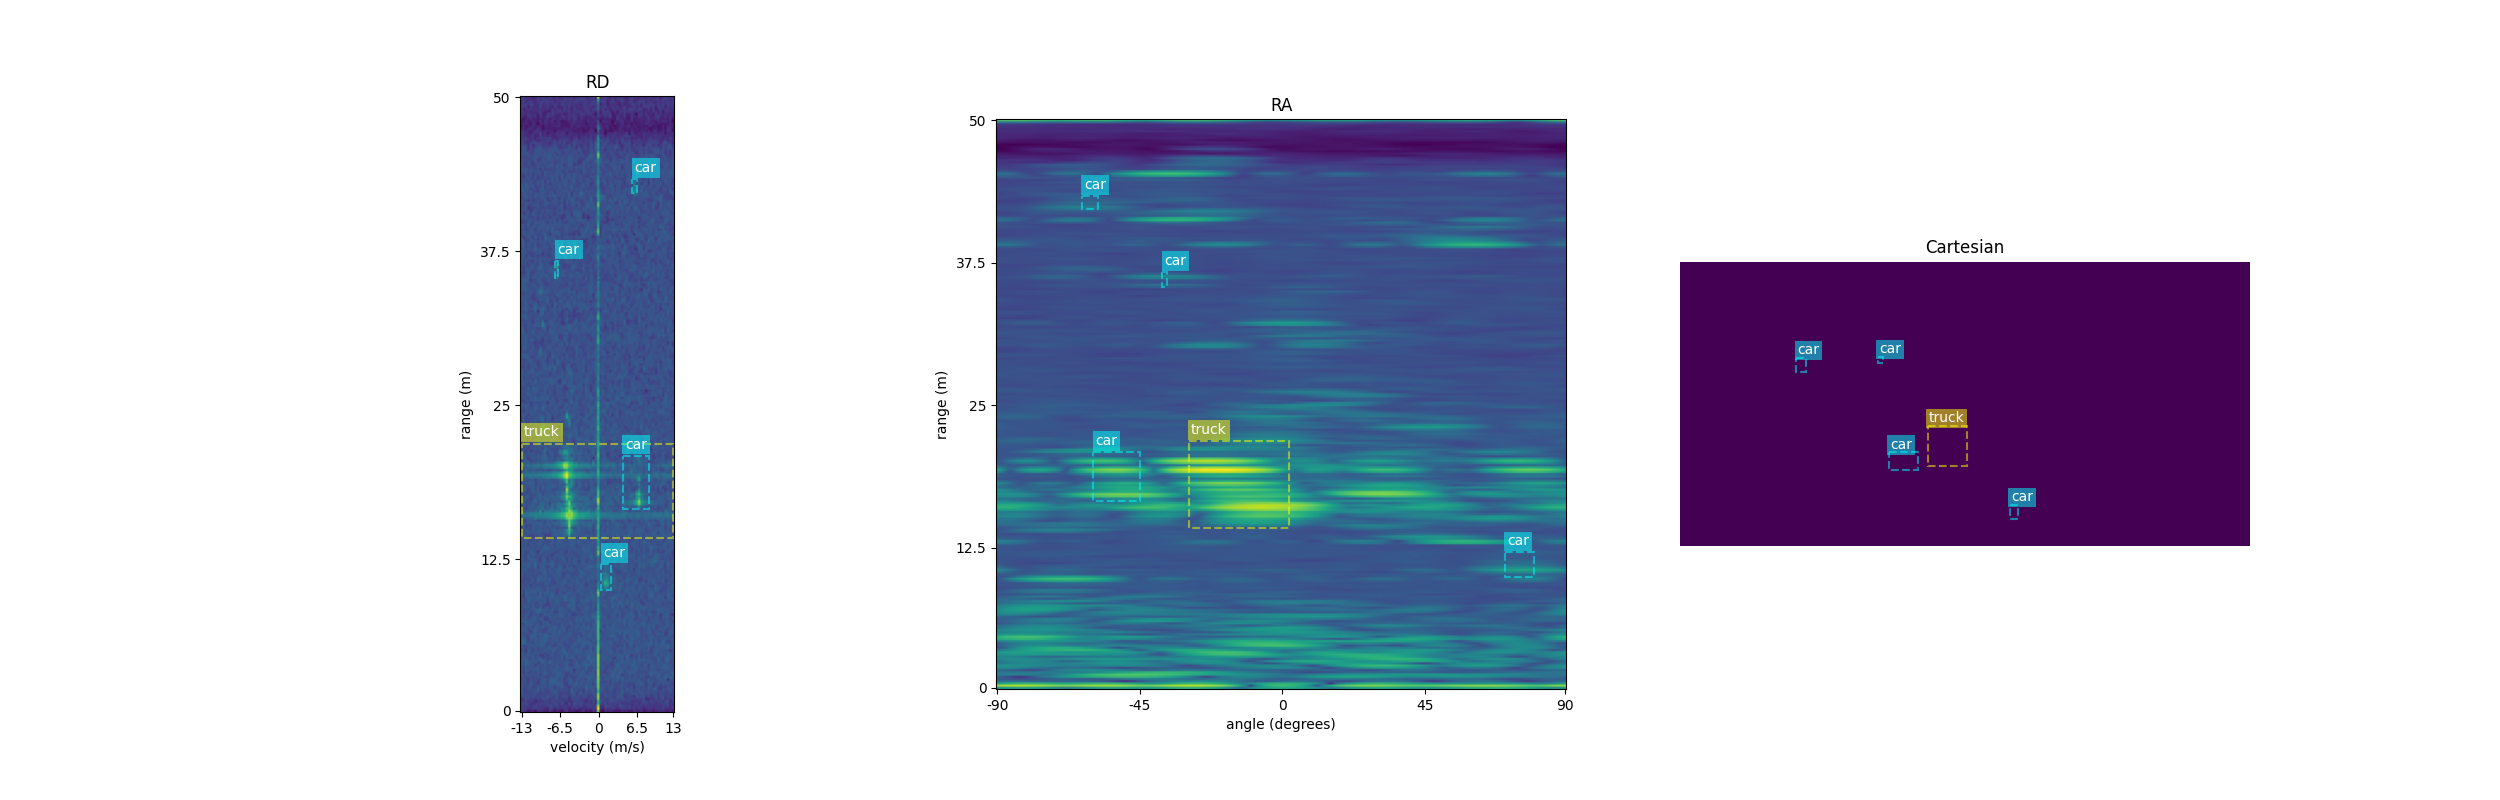 RD
50
37.5
25
12.5
0
range (m)
-13 -6.5 0 6.5 13
velocity (m/s)
car
car
truck
car
car
RA
50
37.5
25
12.5
0
range (m)
-90 -45 0 45 90
angle (degrees)
car
car
truck
car
car
Cartesian
car
car
truck
car
car